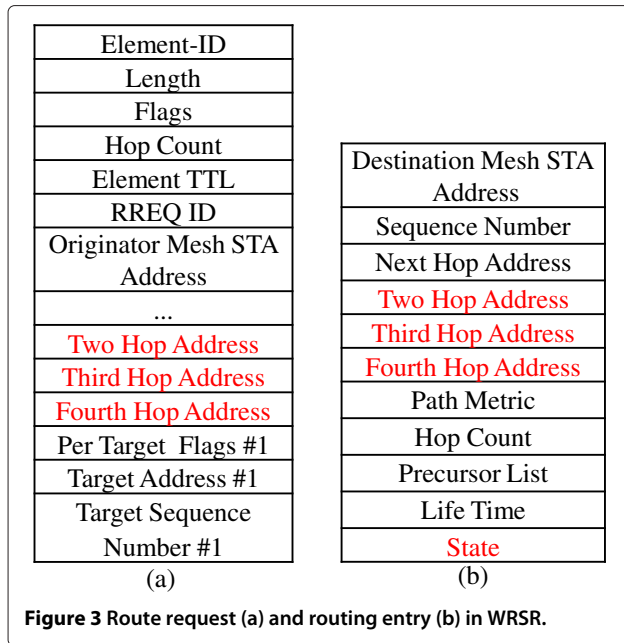 Element-ID
Length
Flags
Hop Count
Element TTL
RREQ ID
Originator Mesh STA
Address
...
Two Hop Address
Third Hop Address
Fourth Hop Address
Per Target Flags #1
Target Address #1
Target Sequence
Number #1
(a)
Destination Mesh STA
Address
Sequence Number
Next Hop Address
Two Hop Address
Third Hop Address
Fourth Hop Address
Path Metric
Hop Count
Precursor List
Life Time
State
(b)
Figure 3 Route request (a) and routing entry (b) in WRSR.